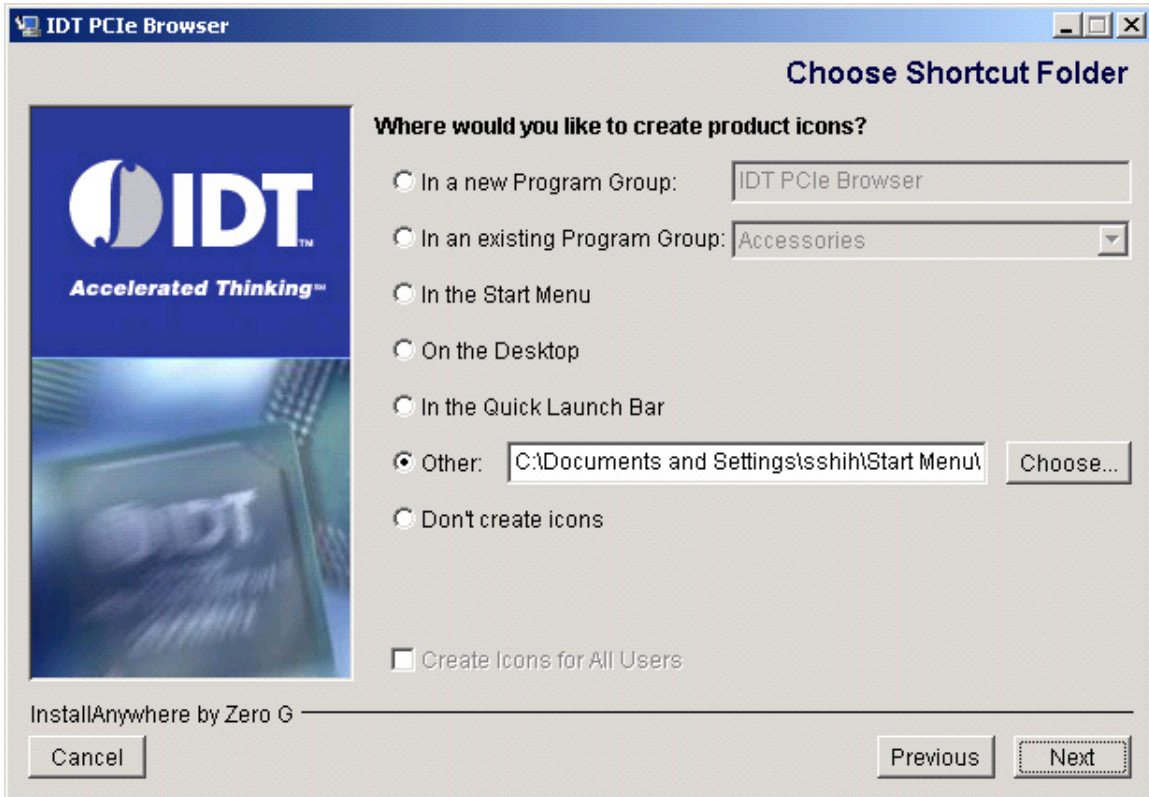 IDT PCIe Browser
Choose Shortcut Folder
IDT™
Accelerated Thinking℠
IDT
Where would you like to create product icons?
In a new Program Group: IDT PCIe Browser
In an existing Program Group: Accessories
In the Start Menu
On the Desktop
In the Quick Launch Bar
Other: C:\Documents and Settings\sshih\Start Menu\ Choose...
Don't create icons
Create Icons for All Users
InstallAnywhere by Zero G
Cancel Previous Next